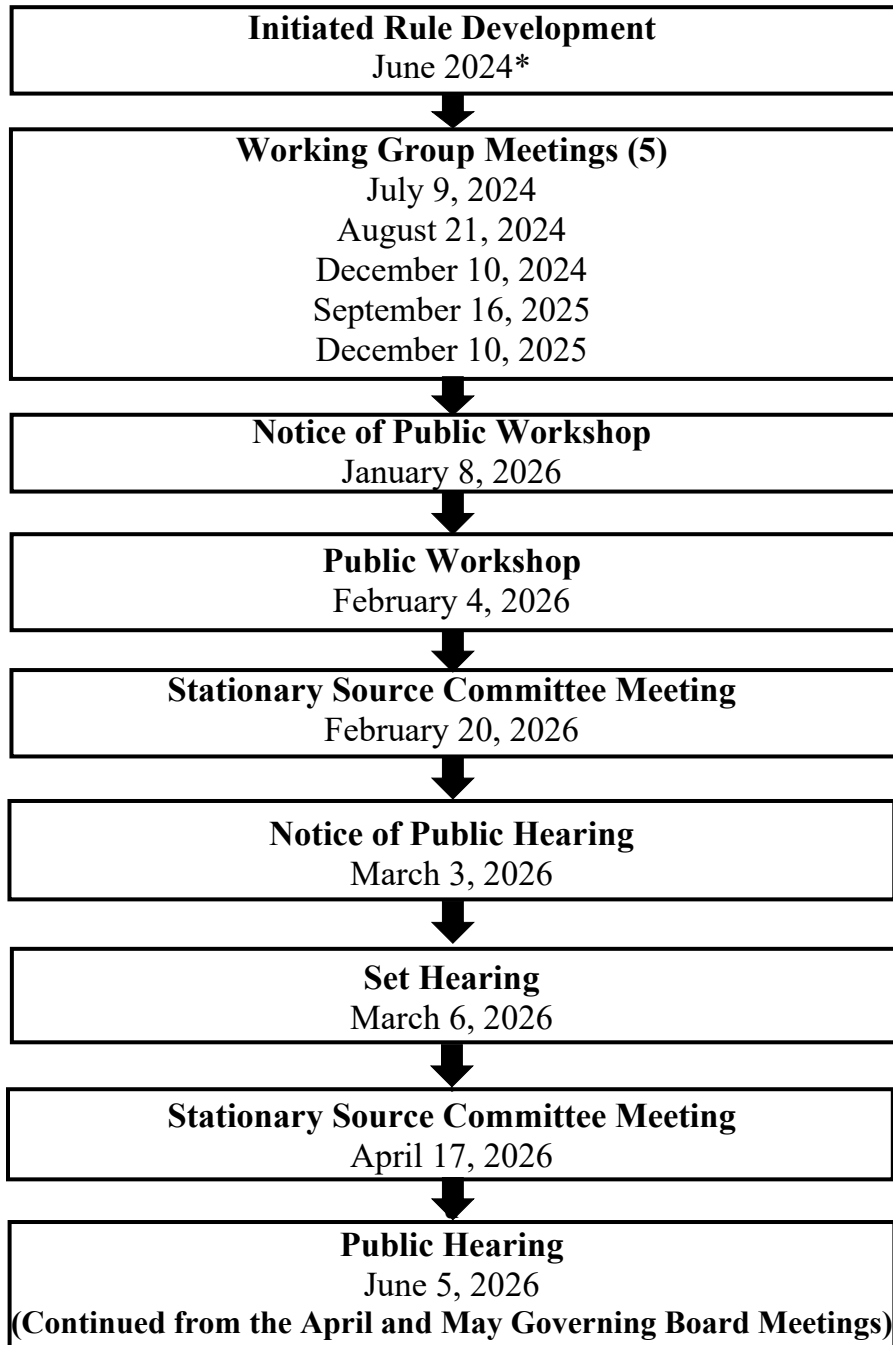 Initiated Rule Development
June 2024*
Working Group Meetings (5)
July 9, 2024
August 21, 2024
December 10, 2024
September 16, 2025
December 10, 2025
Notice of Public Workshop
January 8, 2026
Public Workshop
February 4, 2026
Stationary Source Committee Meeting
February 20, 2026
Notice of Public Hearing
March 3, 2026
Set Hearing
March 6, 2026
Stationary Source Committee Meeting
April 17, 2026
Public Hearing
June 5, 2026
(Continued from the April and May Governing Board Meetings)